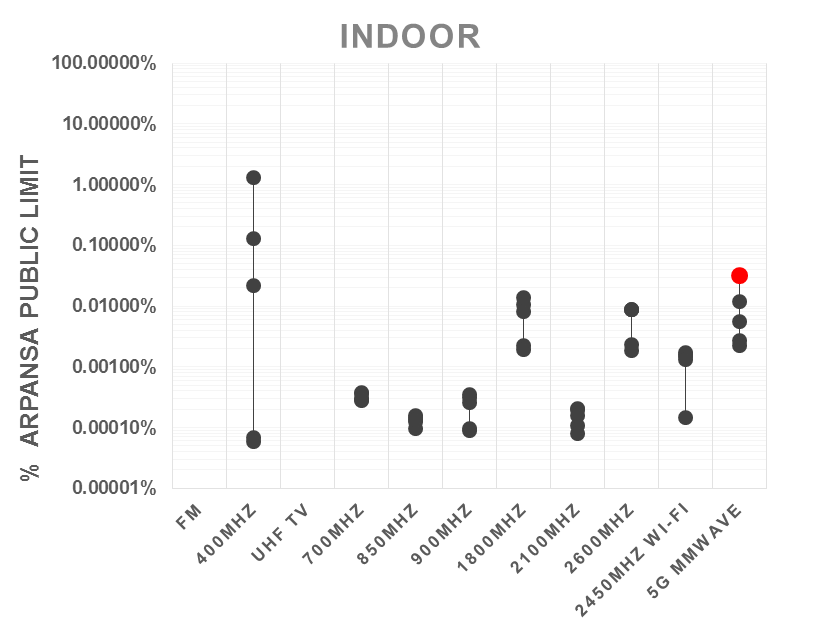 INDOOR
% ARPANSA PUBLIC LIMIT
100.00000%
10.00000%
1.00000%
0.10000%
0.01000%
0.00100%
0.00010%
0.00001%
FM
400MHZ
UHF TV
700MHZ
850MHZ
900MHZ
1800MHZ
2100MHZ
2600MHZ
2450MHZ WI-FI
5G MMWAVE